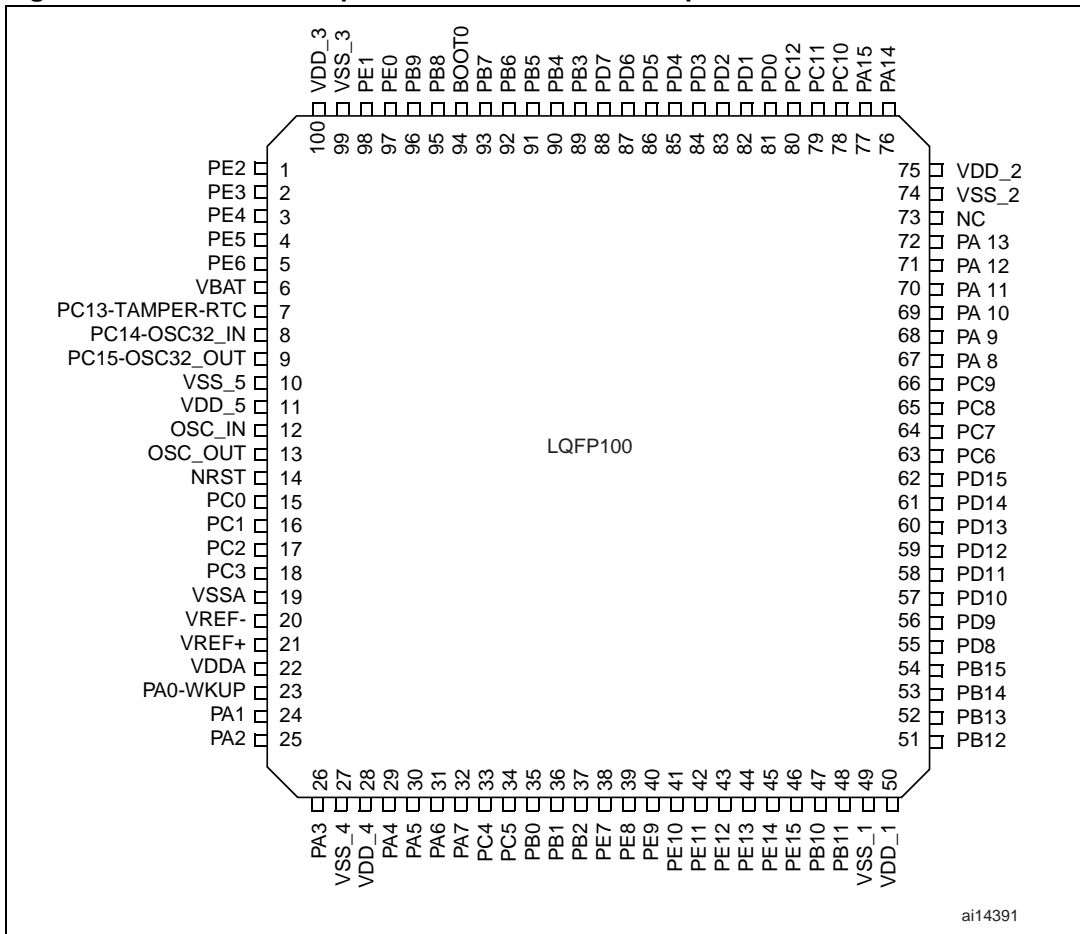 VDD_3
VSS_3
PE1
PE0
PB9
PB8
BOOT0
PB7
PB6
PB5
PB4
PB3
PD7
PD6
PD5
PD4
PD3
PD2
PD1
PD0
PC12
PC11
PC10
PA15
PA14
100
99
98
97
96
95
94
93
92
91
90
89
88
87
86
85
84
83
82
81
80
79
78
77
76
PE2 1
PE3 2
PE4 3
PE5 4
PE6 5
VBAT 6
PC13-TAMPER-RTC 7
PC14-OSC32_IN 8
PC15-OSC32_OUT 9
VSS_5 10
VDD_5 11
OSC_IN 12
OSC_OUT 13
NRST 14
PC0 15
PC1 16
PC2 17
PC3 18
VSSA 19
VREF- 20
VREF+ 21
VDDA 22
PA0-WKUP 23
PA1 24
PA2 25
LQFP100
75 VDD_2
74 VSS_2
73 NC
72 PA 13
71 PA 12
70 PA 11
69 PA 10
68 PA 9
67 PA 8
66 PC9
65 PC8
64 PC7
63 PC6
62 PD15
61 PD14
60 PD13
59 PD12
58 PD11
57 PD10
56 PD9
55 PD8
54 PB15
53 PB14
52 PB13
51 PB12
26
27
28
29
30
31
32
33
34
35
36
37
38
39
40
41
42
43
44
45
46
47
48
49
50
PA3
VSS_4
VDD_4
PA4
PA5
PA6
PA7
PC4
PC5
PB0
PB1
PB2
PE7
PE8
PE9
PE10
PE11
PE12
PE13
PE14
PE15
PB10
PB11
VSS_1
VDD_1
ai14391